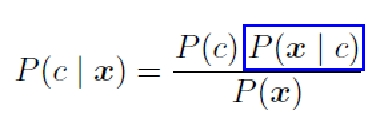 P(c | x) = P(c) P(x | c) / P(x)